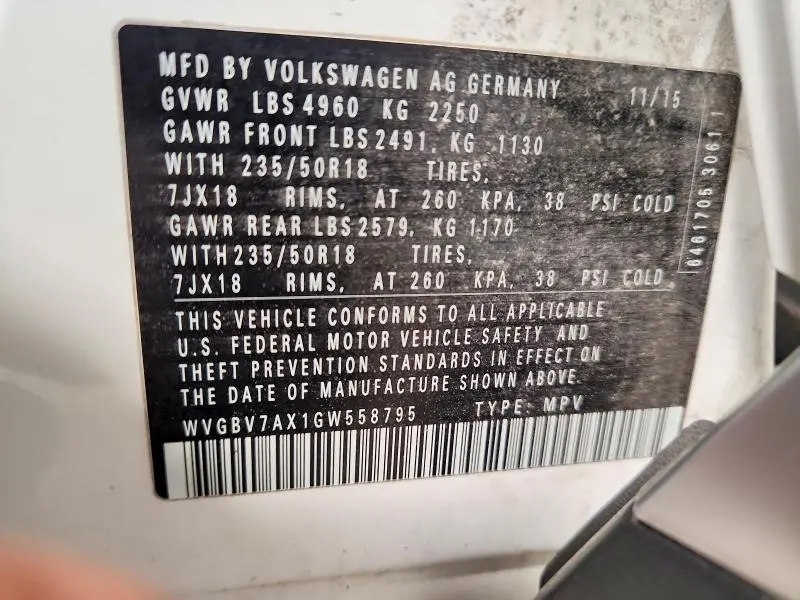 MFD BY VOLKSWAGEN AG GERMANY 11/15
GVWR LBS 4960 KG 2250
GAWR FRONT LBS 2491, KG 1130
WITH 235/50R18 TIRES,
7JX18 RIMS, AT 260 KPA, 38 PSI COLD
GAWR REAR LBS 2579, KG 1170
WITH 235/50R18 TIRES,
7JX18 RIMS, AT 260 KPA, 38 PSI COLD.
THIS VEHICLE CONFORMS TO ALL APPLICABLE
U.S. FEDERAL MOTOR VEHICLE SAFETY AND
THEFT PREVENTION STANDARDS IN EFFECT ON
THE DATE OF MANUFACTURE SHOWN ABOVE.
WVGBV7AX1GW558795 TYPE: MPV
6461705 30611